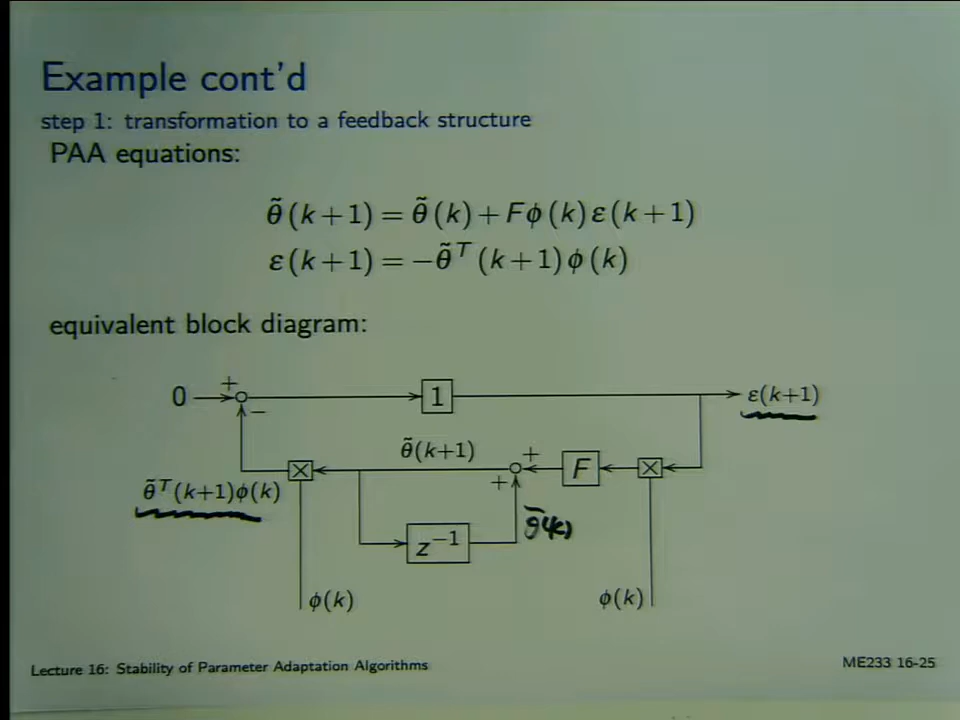 Example cont'd
step 1: transformation to a feedback structure
PAA equations:
θ̃(k+1) = θ̃(k) + Fϕ(k)ε(k+1)
ε(k+1) = −θ̃ᵀ(k+1)ϕ(k)
equivalent block diagram:
0 + − 1 ε(k+1)
θ̃(k+1) + F
θ̃ᵀ(k+1)ϕ(k) +
z⁻¹ θ̃(k)
ϕ(k) ϕ(k)
Lecture 16: Stability of Parameter Adaptation Algorithms ME233 16-25